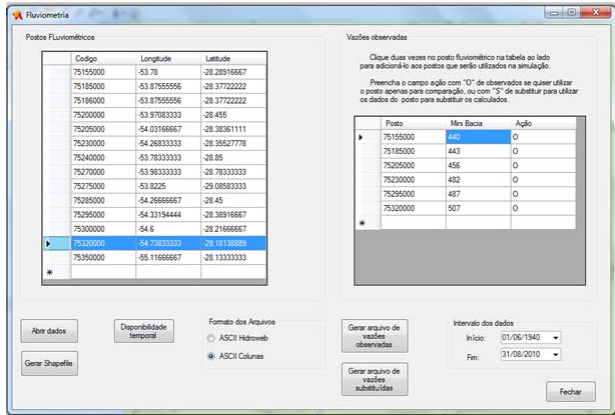 Fluviometria
Postos FLuviométricos
Codigo Longitude Latitude
75155000 -53.78 -28.28916667
75185000 -53.87555556 -28.37722222
75186000 -53.87555556 -28.37722222
75200000 -53.97083333 -28.455
75205000 -54.03166667 -28.38361111
75230000 -54.26833333 -28.35527778
75240000 -53.78333333 -28.85
75270000 -53.98333333 -28.78333333
75275000 -53.8225 -29.08583333
75285000 -54.26666667 -28.45
75295000 -54.33194444 -28.38916667
75300000 -54.6 -28.21666667
75320000 -54.73833333 -28.18138889
75350000 -55.11666667 -28.13333333
Vazões observadas
Clique duas vezes no posto fluviométrico na tabela ao lado
para adicioná-lo aos postos que serão utilizados na simulação.
Preencha o campo ação com "O" de observados se quiser utilizar
o posto apenas para comparação, ou com "S" de substituir para utilizar
os dados do posto para substituir os calculados.
Posto Mini Bacia Ação
75155000 440 O
75185000 443 O
75205000 456 O
75230000 482 O
75295000 487 O
75320000 507 O
Abrir dados
Gerar Shapefile
Disponibilidade
temporal
Formato dos Arquivos
ASCII Hidroweb
ASCII Colunas
Gerar arquivo de
vazões
observadas
Gerar arquivo de
vazões
substituídas
Intervalo dos dados
Início: 01/06/1940
Fim: 31/08/2010
Fechar